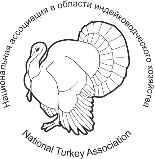 Национальная ассоциация в области индейководческого хозяйства
National Turkey Association